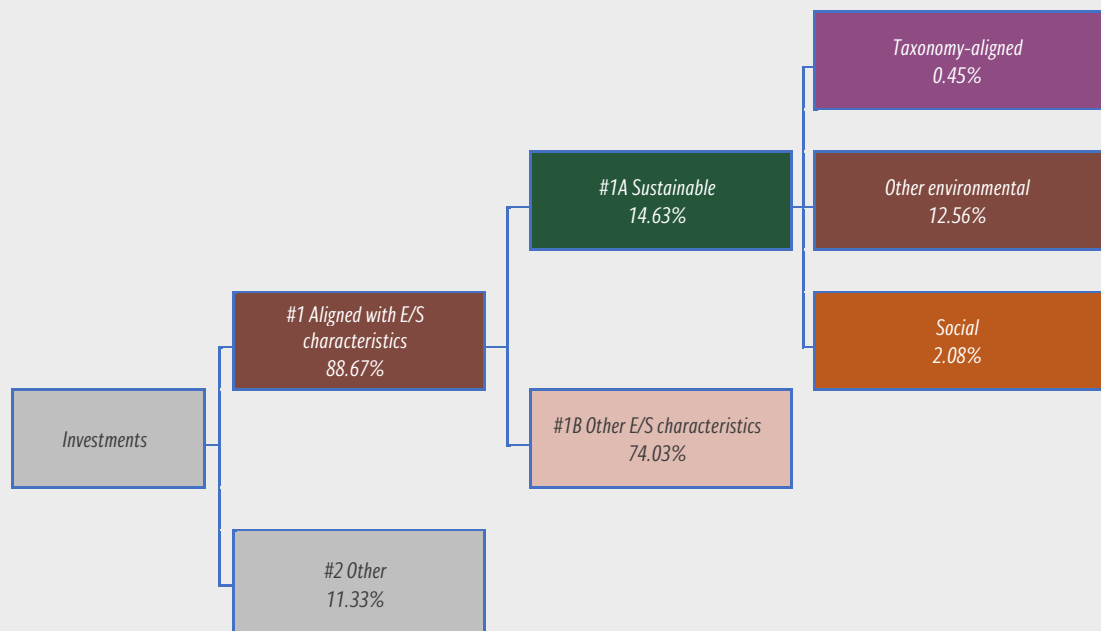 Taxonomy-aligned
0.45%
#1A Sustainable
14.63%
Other environmental
12.56%
#1 Aligned with E/S
characteristics
88.67%
Social
2.08%
Investments
#1B Other E/S characteristics
74.03%
#2 Other
11.33%